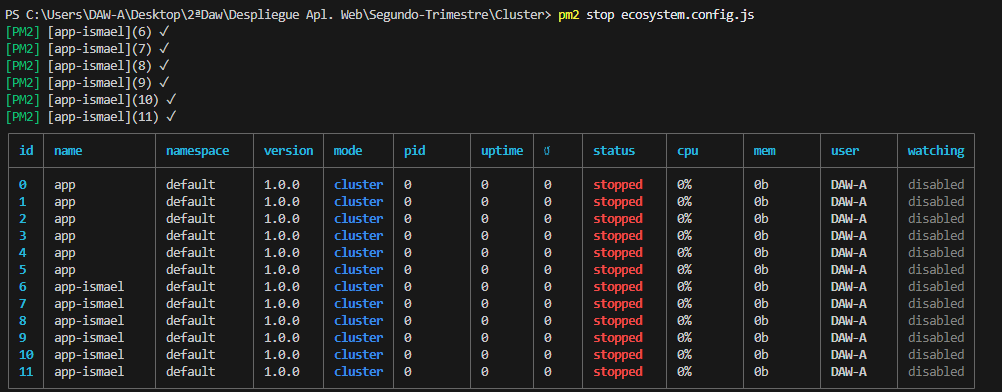 PS C:\Users\DAW-A\Desktop\2ªDaw\Despliegue Apl. Web\Segundo-Trimestre\Cluster> pm2 stop ecosystem.config.js
[PM2] [app-ismael](6) ✓
[PM2] [app-ismael](7) ✓
[PM2] [app-ismael](8) ✓
[PM2] [app-ismael](9) ✓
[PM2] [app-ismael](10) ✓
[PM2] [app-ismael](11) ✓
id name namespace version mode pid uptime ↺ status cpu mem user watching
0 app default 1.0.0 cluster 0 0 0 stopped 0% 0b DAW-A disabled
1 app default 1.0.0 cluster 0 0 0 stopped 0% 0b DAW-A disabled
2 app default 1.0.0 cluster 0 0 0 stopped 0% 0b DAW-A disabled
3 app default 1.0.0 cluster 0 0 0 stopped 0% 0b DAW-A disabled
4 app default 1.0.0 cluster 0 0 0 stopped 0% 0b DAW-A disabled
5 app default 1.0.0 cluster 0 0 0 stopped 0% 0b DAW-A disabled
6 app-ismael default 1.0.0 cluster 0 0 0 stopped 0% 0b DAW-A disabled
7 app-ismael default 1.0.0 cluster 0 0 0 stopped 0% 0b DAW-A disabled
8 app-ismael default 1.0.0 cluster 0 0 0 stopped 0% 0b DAW-A disabled
9 app-ismael default 1.0.0 cluster 0 0 0 stopped 0% 0b DAW-A disabled
10 app-ismael default 1.0.0 cluster 0 0 0 stopped 0% 0b DAW-A disabled
11 app-ismael default 1.0.0 cluster 0 0 0 stopped 0% 0b DAW-A disabled